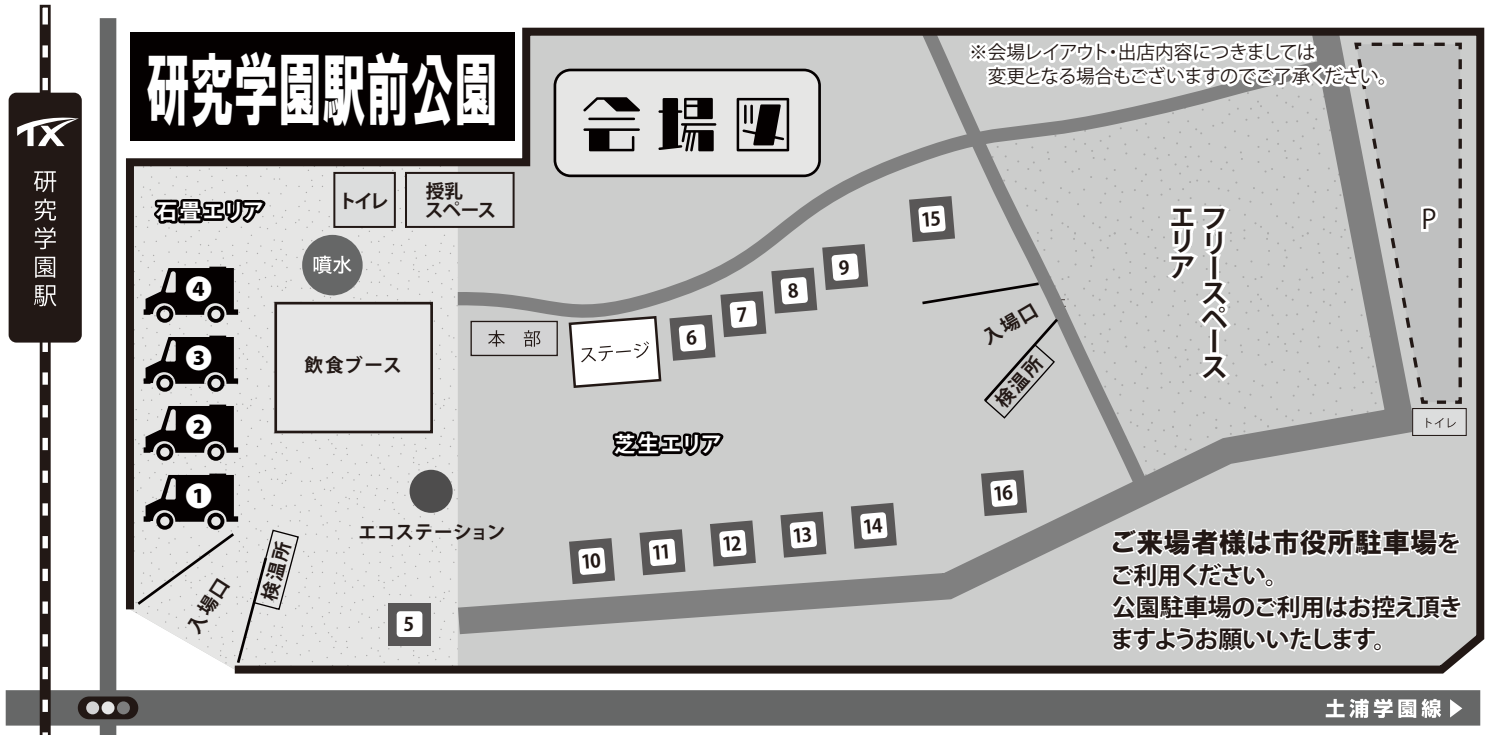 研究学園駅前公園
会場図
※会場レイアウト・出店内容につきましては
変更となる場合もございますのでご了承ください。
TX
研究学園駅
石畳エリア
トイレ
授乳
スペース
噴水
4
3
2
1
飲食ブース
エコステーション
入場口
検温所
5
本部
ステージ
6
7
8
9
15
入場口
検温所
芝生エリア
10
11
12
13
14
16
フリースペース
エリア
P
トイレ
ご来場者様は市役所駐車場を
ご利用ください。
公園駐車場のご利用はお控え頂き
ますようお願いいたします。
土浦学園線▶